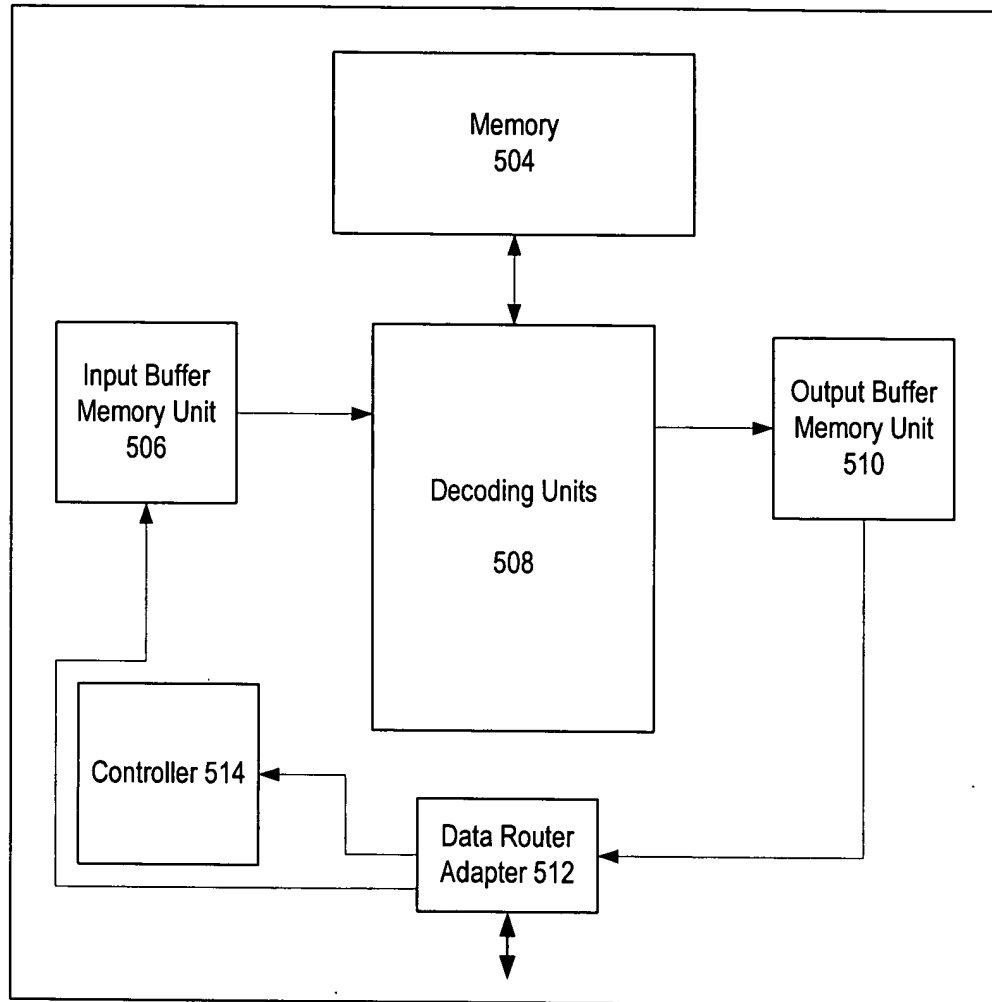 Memory
504
Input Buffer
Memory Unit
506
Decoding Units
508
Output Buffer
Memory Unit
510
Controller 514
Data Router
Adapter 512